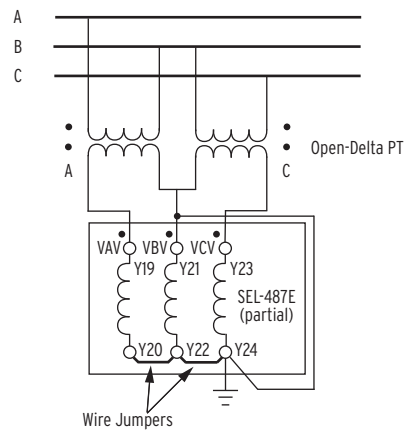 A
B
C
A
C
Open-Delta PT
VAV
VBV
VCV
Y19
Y21
Y23
SEL-487E
(partial)
Y20
Y22
Y24
Wire Jumpers